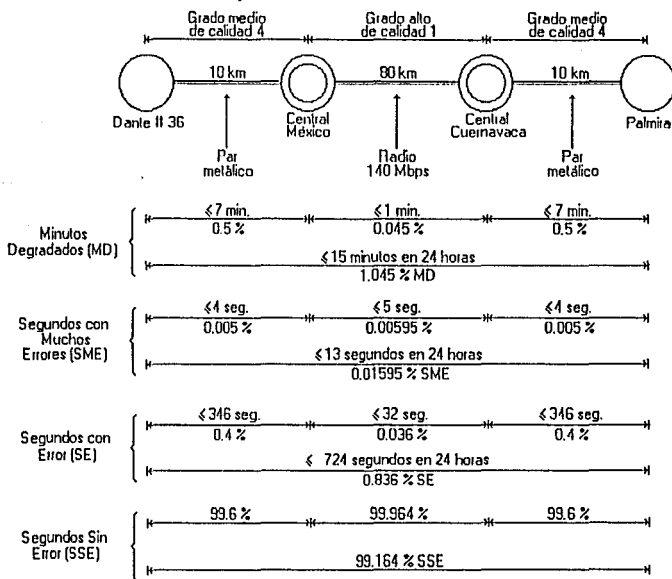 Grado medio de calidad 4
Grado alto de calidad 1
Grado medio de calidad 4
10 km
80 km
10 km
Dante II 36
Central México
Central Cuernavaca
Palmira
Par metálico
Radio 140 Mbps
Par metálico
Minutos Degradados (MD)
≤7 min.
≤1 min.
≤7 min.
0.5 %
0.045 %
0.5 %
≤15 minutos en 24 horas
1.045 % MD
Segundos con Muchos Errores (SME)
≤4 seg.
≤5 seg.
≤4 seg.
0.005 %
0.00595 %
0.005 %
≤13 segundos en 24 horas
0.01595 % SME
Segundos con Error (SE)
≤346 seg.
≤32 seg.
≤346 seg.
0.4 %
0.036 %
0.4 %
≤ 724 segundos en 24 horas
0.836 % SE
Segundos Sin Error (SSE)
99.6 %
99.964 %
99.6 %
99.164 % SSE